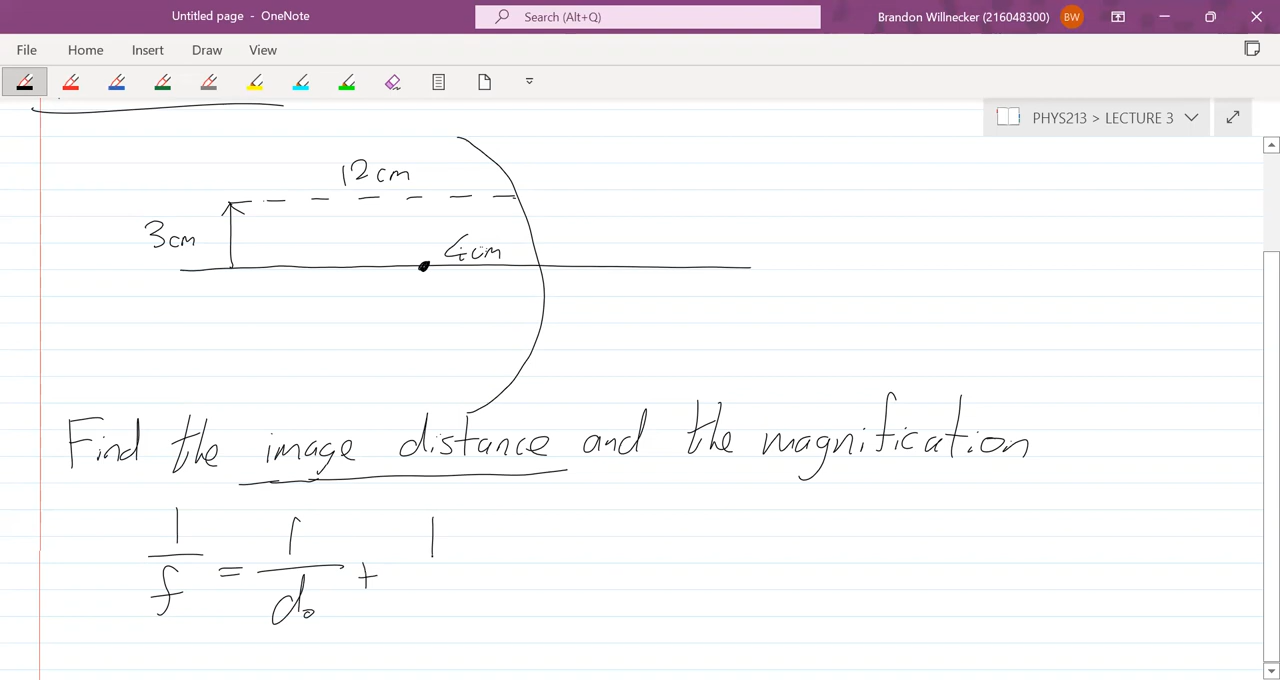 Untitled page - OneNote
Search (Alt+Q)
Brandon Willnecker (216048300)
BW
File Home Insert Draw View
PHYS213 > LECTURE 3
12cm
3cm
4cm
Find the image distance and the magnification
1/f = 1/d₀ + 1